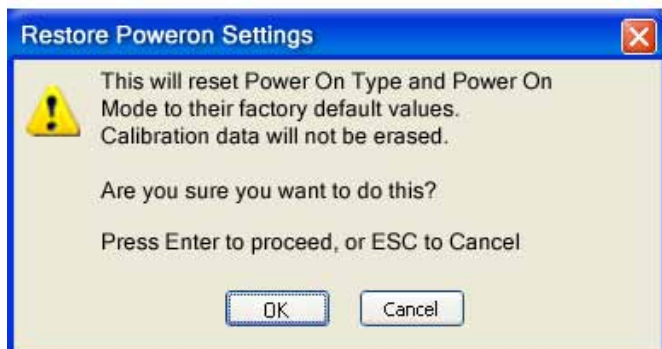 Restore Poweron Settings
This will reset Power On Type and Power On
Mode to their factory default values.
Calibration data will not be erased.
Are you sure you want to do this?
Press Enter to proceed, or ESC to Cancel
OK
Cancel